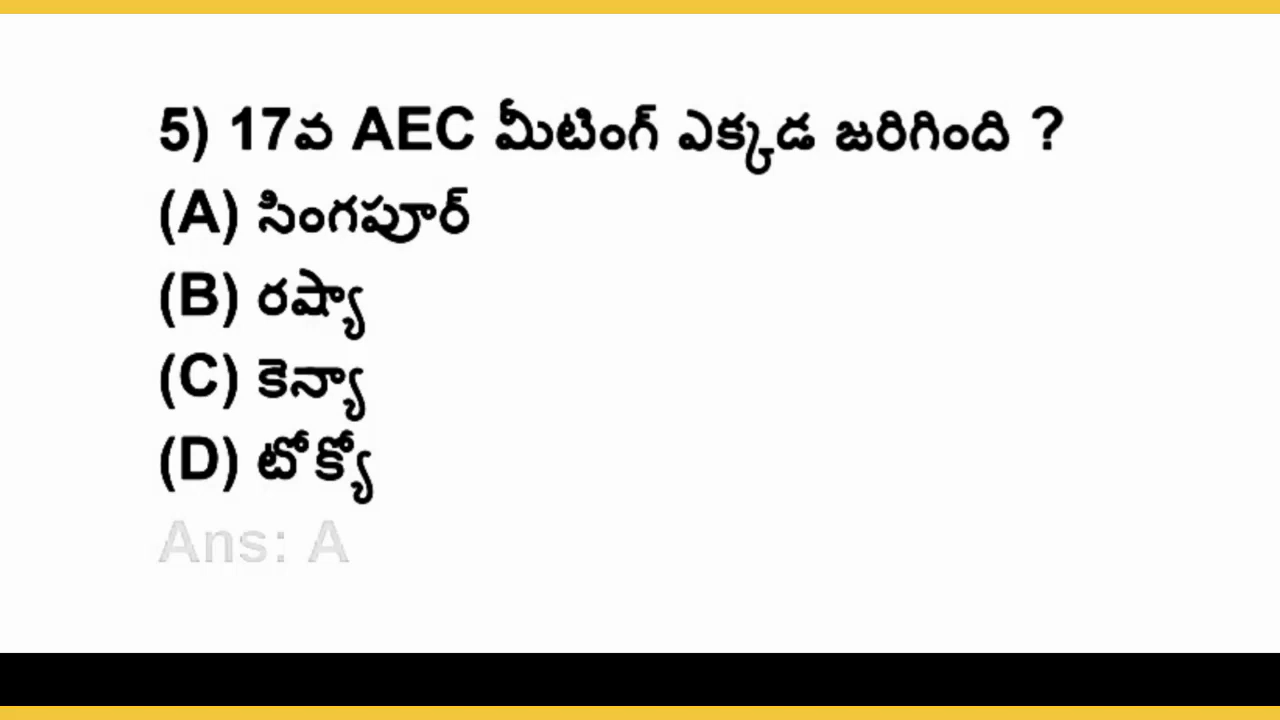 5) 17వ AEC మీటింగ్ ఎక్కడ జరిగింది ?
(A) సింగపూర్
(B) రష్యా
(C) కెన్యా
(D) టోక్యో
Ans: A